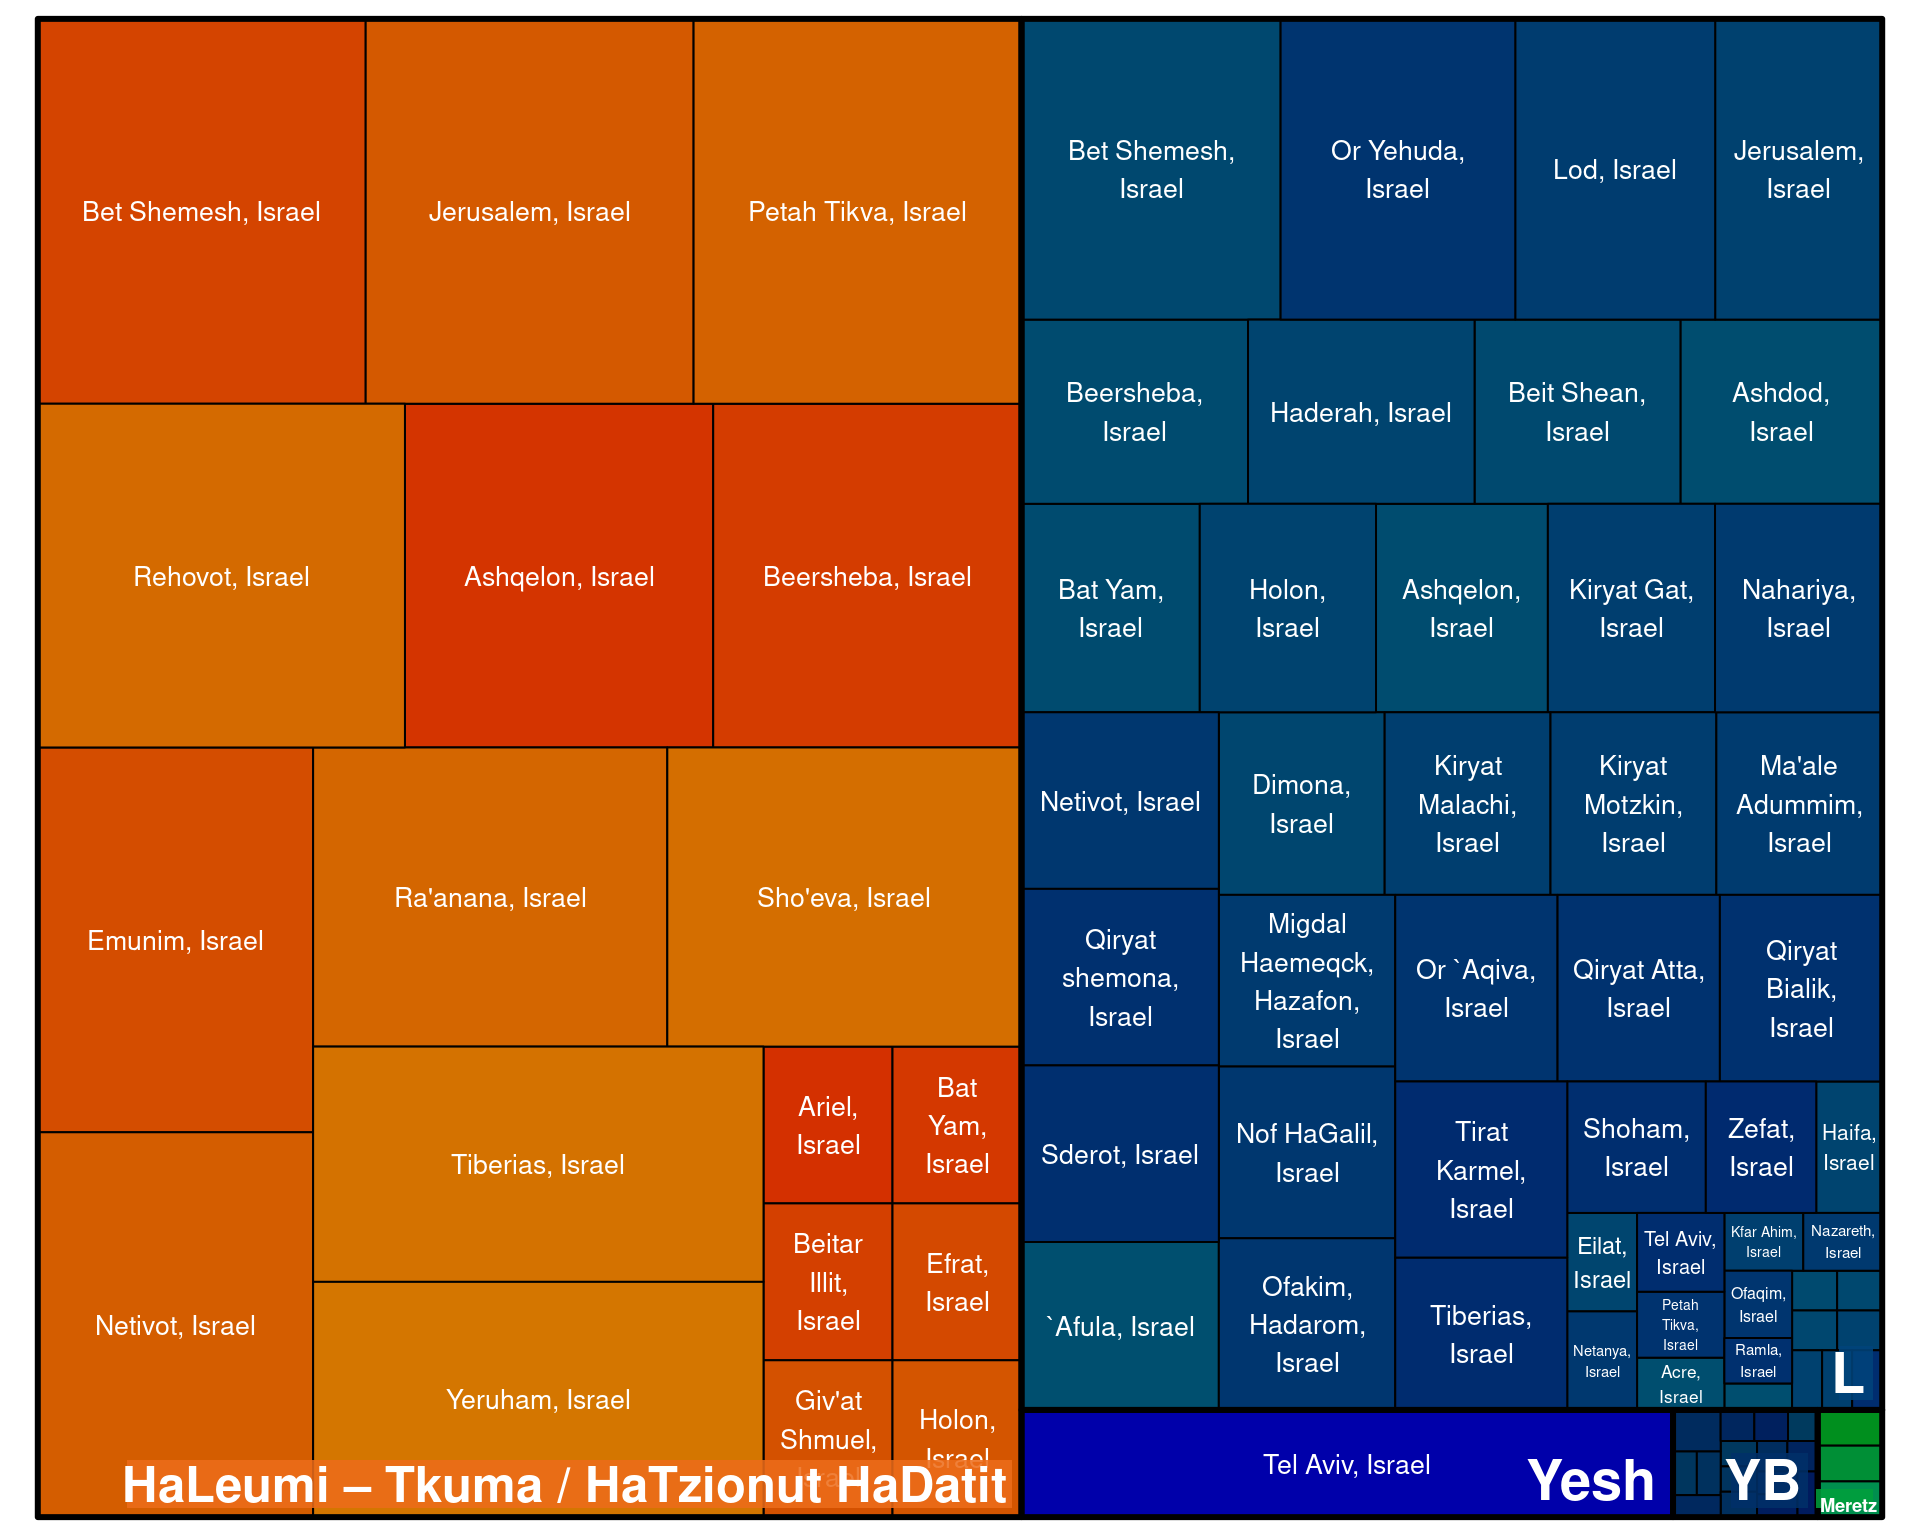 Bet Shemesh, Israel
Jerusalem, Israel
Petah Tikva, Israel
Rehovot, Israel
Ashqelon, Israel
Beersheba, Israel
Emunim, Israel
Ra'anana, Israel
Sho'eva, Israel
Netivot, Israel
Tiberias, Israel
Yeruham, Israel
Ariel,
Israel
Bat
Yam,
Israel
Beitar
Illit,
Israel
Efrat,
Israel
Giv'at
Shmuel,
Israel
Holon,
Israel
HaLeumi – Tkuma / HaTzionut HaDatit
Bet Shemesh,
Israel
Or Yehuda,
Israel
Lod, Israel
Jerusalem,
Israel
Beersheba,
Israel
Haderah, Israel
Beit Shean,
Israel
Ashdod,
Israel
Bat Yam,
Israel
Holon,
Israel
Ashqelon,
Israel
Kiryat Gat,
Israel
Nahariya,
Israel
Netivot, Israel
Dimona,
Israel
Kiryat
Malachi,
Israel
Kiryat
Motzkin,
Israel
Ma'ale
Adummim,
Israel
Qiryat
shemona,
Israel
Migdal
Haemeqck,
Hazafon,
Israel
Or `Aqiva,
Israel
Qiryat Atta,
Israel
Qiryat
Bialik,
Israel
Sderot, Israel
Nof HaGalil,
Israel
Tirat
Karmel,
Israel
Shoham,
Israel
Zefat,
Israel
Haifa,
Israel
`Afula, Israel
Ofakim,
Hadarom,
Israel
Tiberias,
Israel
Eilat,
Israel
Tel Aviv,
Israel
Kfar Ahim,
Israel
Nazareth,
Israel
Netanya,
Israel
Petah
Tikva,
Israel
Ofaqim,
Israel
Ramla,
Israel
Acre,
Israel
L
Tel Aviv, Israel
Yesh
YB
Meretz